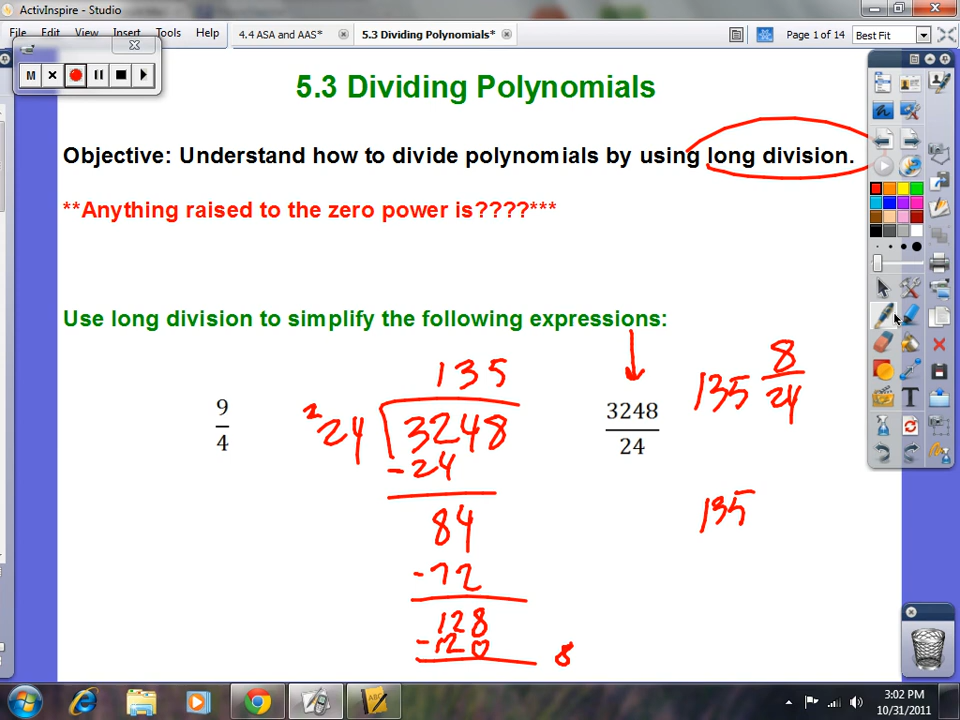 ActivInspire - Studio
File Edit View Insert Tools Help
4.4 ASA and AAS*
5.3 Dividing Polynomials*
Page 1 of 14
Best Fit
M
5.3 Dividing Polynomials
Objective: Understand how to divide polynomials by using long division.
**Anything raised to the zero power is????***
Use long division to simplify the following expressions:
9
4
135
2
24 3248
-24
84
-72
128
-120
8
3248
24
135 8
24
135
T
ABC
3:02 PM
10/31/2011